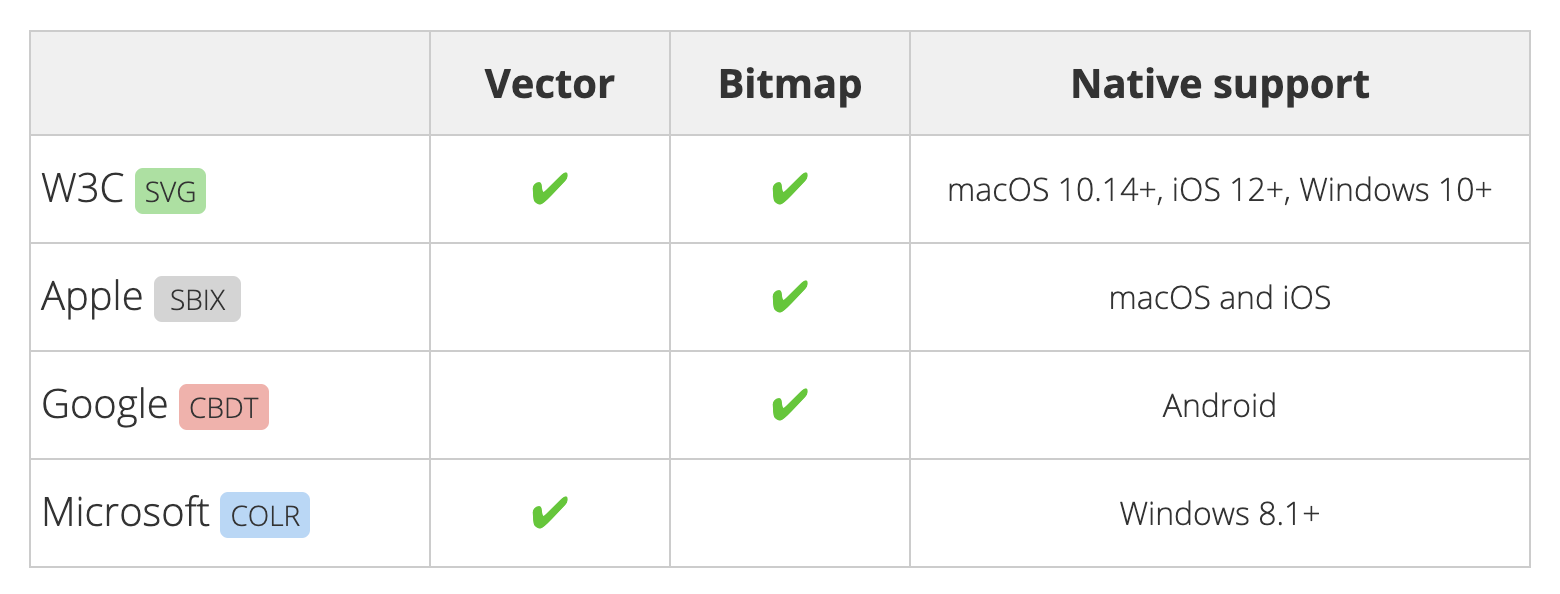 Vector Bitmap Native support
W3C SVG ✔ ✔ macOS 10.14+, iOS 12+, Windows 10+
Apple SBIX ✔ macOS and iOS
Google CBDT ✔ Android
Microsoft COLR ✔ Windows 8.1+